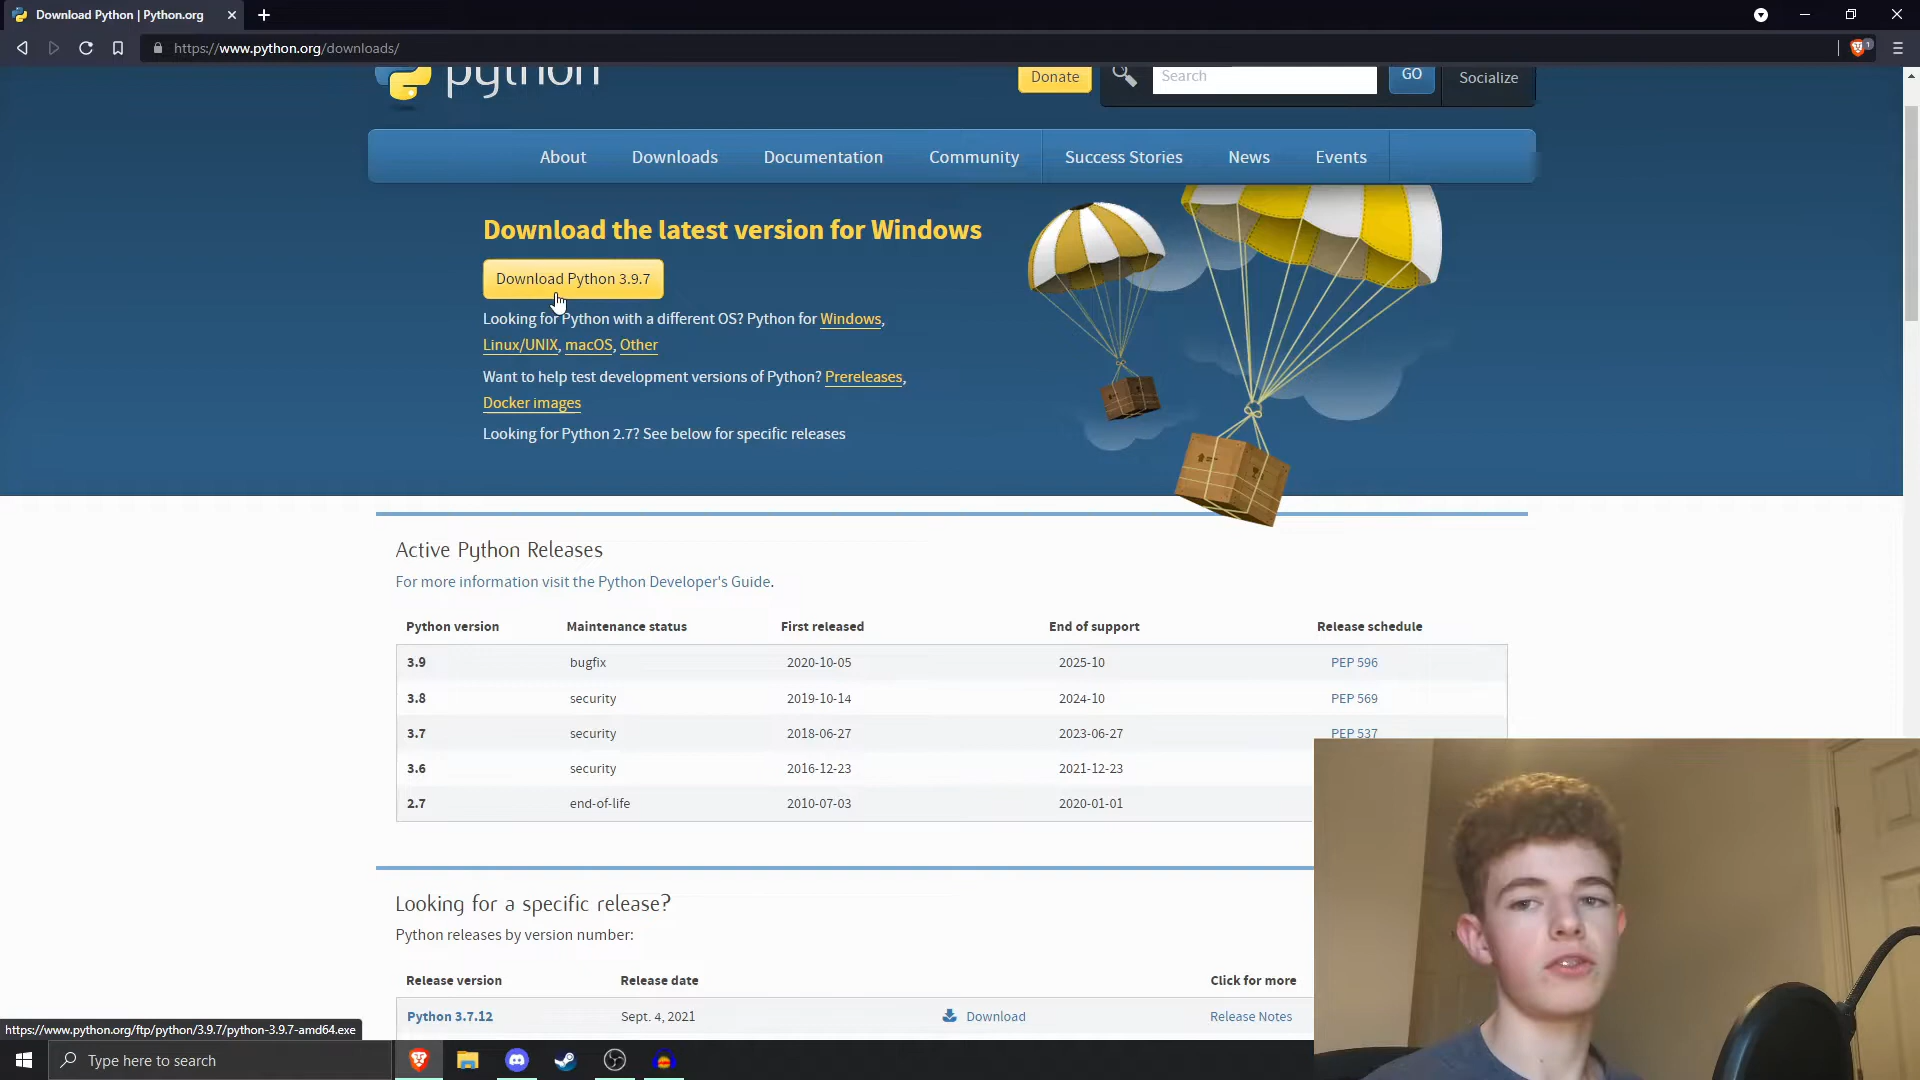 Download Python | Python.org
https://www.python.org/downloads/
1
python
Donate
Search
GO
Socialize
About
Downloads
Documentation
Community
Success Stories
News
Events
Download the latest version for Windows
Download Python 3.9.7
Looking for Python with a different OS? Python for Windows,
Linux/UNIX, macOS, Other
Want to help test development versions of Python? Prereleases,
Docker images
Looking for Python 2.7? See below for specific releases
Active Python Releases
For more information visit the Python Developer's Guide.
Python version Maintenance status First released End of support Release schedule
3.9 bugfix 2020-10-05 2025-10 PEP 596
3.8 security 2019-10-14 2024-10 PEP 569
3.7 security 2018-06-27 2023-06-27 PEP 537
3.6 security 2016-12-23 2021-12-23
2.7 end-of-life 2010-07-03 2020-01-01
Looking for a specific release?
Python releases by version number:
Release version Release date Click for more
Python 3.7.12 Sept. 4, 2021 Download Release Notes
https://www.python.org/ftp/python/3.9.7/python-3.9.7-amd64.exe
Type here to search